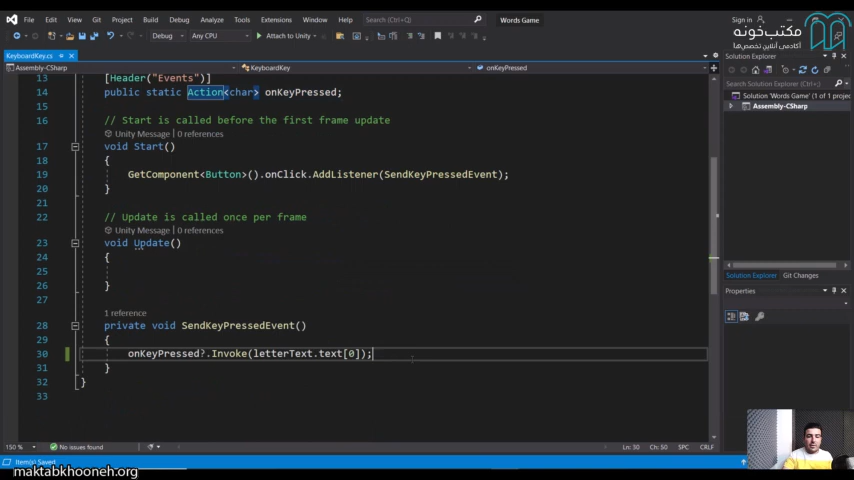 File Edit View Git Project Build Debug Analyze Tools Extensions Window Help Search (Ctrl+Q) Words Game Sign in
Debug Any CPU Attach to Unity
مکتب‌خونه
آکادمی آنلاین تخصص‌ها
KeyboardKey.cs
Assembly-CSharp KeyboardKey onKeyPressed
13 [Header("Events")]
14 public static Action<char> onKeyPressed;
15
16 // Start is called before the first frame update
Unity Message | 0 references
17 void Start()
18 {
19 GetComponent<Button>().onClick.AddListener(SendKeyPressedEvent);
20 }
21
22 // Update is called once per frame
Unity Message | 0 references
23 void Update()
24 {
25
26 }
27
1 reference
28 private void SendKeyPressedEvent()
29 {
30 onKeyPressed?.Invoke(letterText.text[0]);
31 }
32 }
33
150 % No issues found Ln: 30 Ch: 50 SPC CRLF
Solution Explorer
Search Solution Explorer (Ctrl+;)
Solution 'Words Game' (1 of 1 project)
Assembly-CSharp
Solution Explorer Git Changes
Properties
Item(s) Saved
maktabkhooneh.org